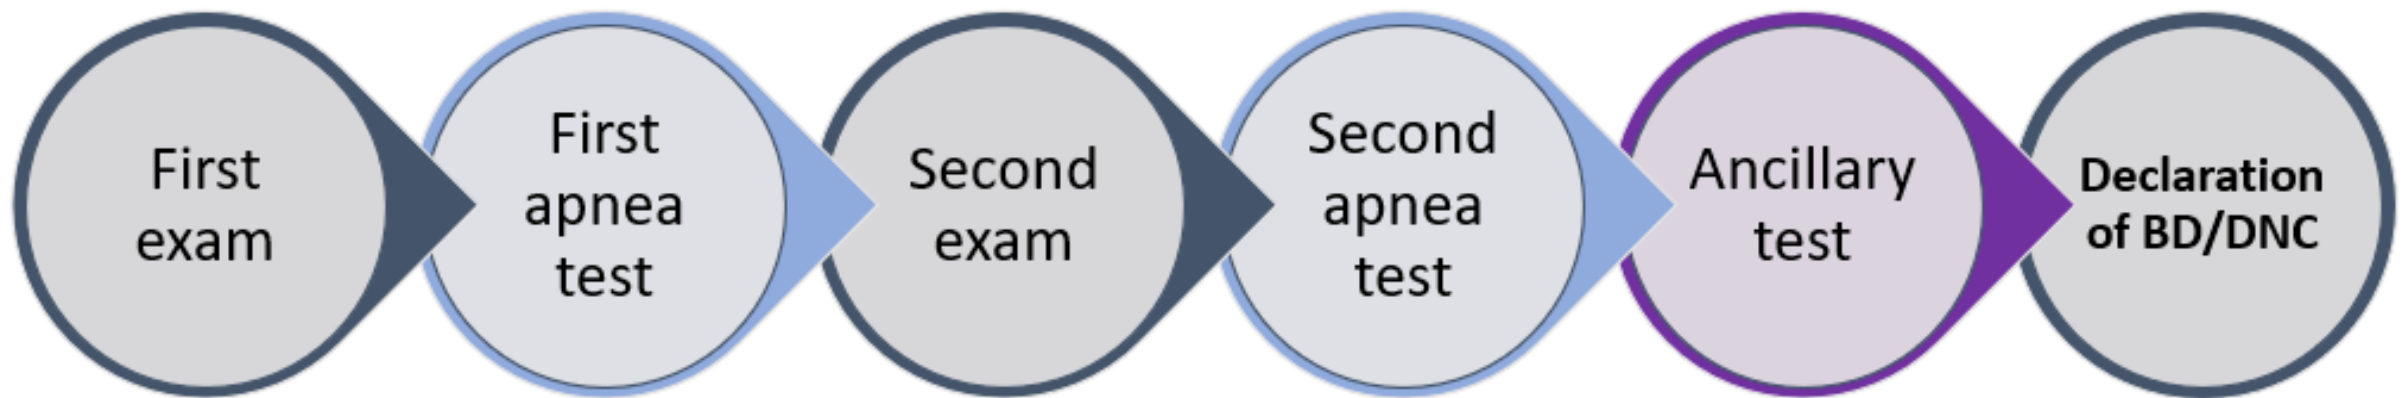 First
exam
First
apnea
test
Second
exam
Second
apnea
test
Ancillary
test
Declaration
of BD/DNC